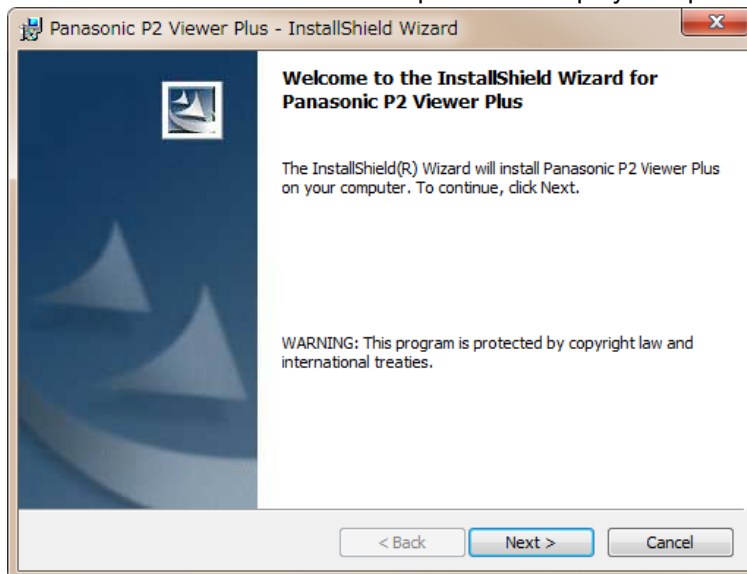 Panasonic P2 Viewer Plus - InstallShield Wizard
Welcome to the InstallShield Wizard for
Panasonic P2 Viewer Plus
The InstallShield(R) Wizard will install Panasonic P2 Viewer Plus
on your computer. To continue, click Next.
WARNING: This program is protected by copyright law and
international treaties.
< Back Next > Cancel